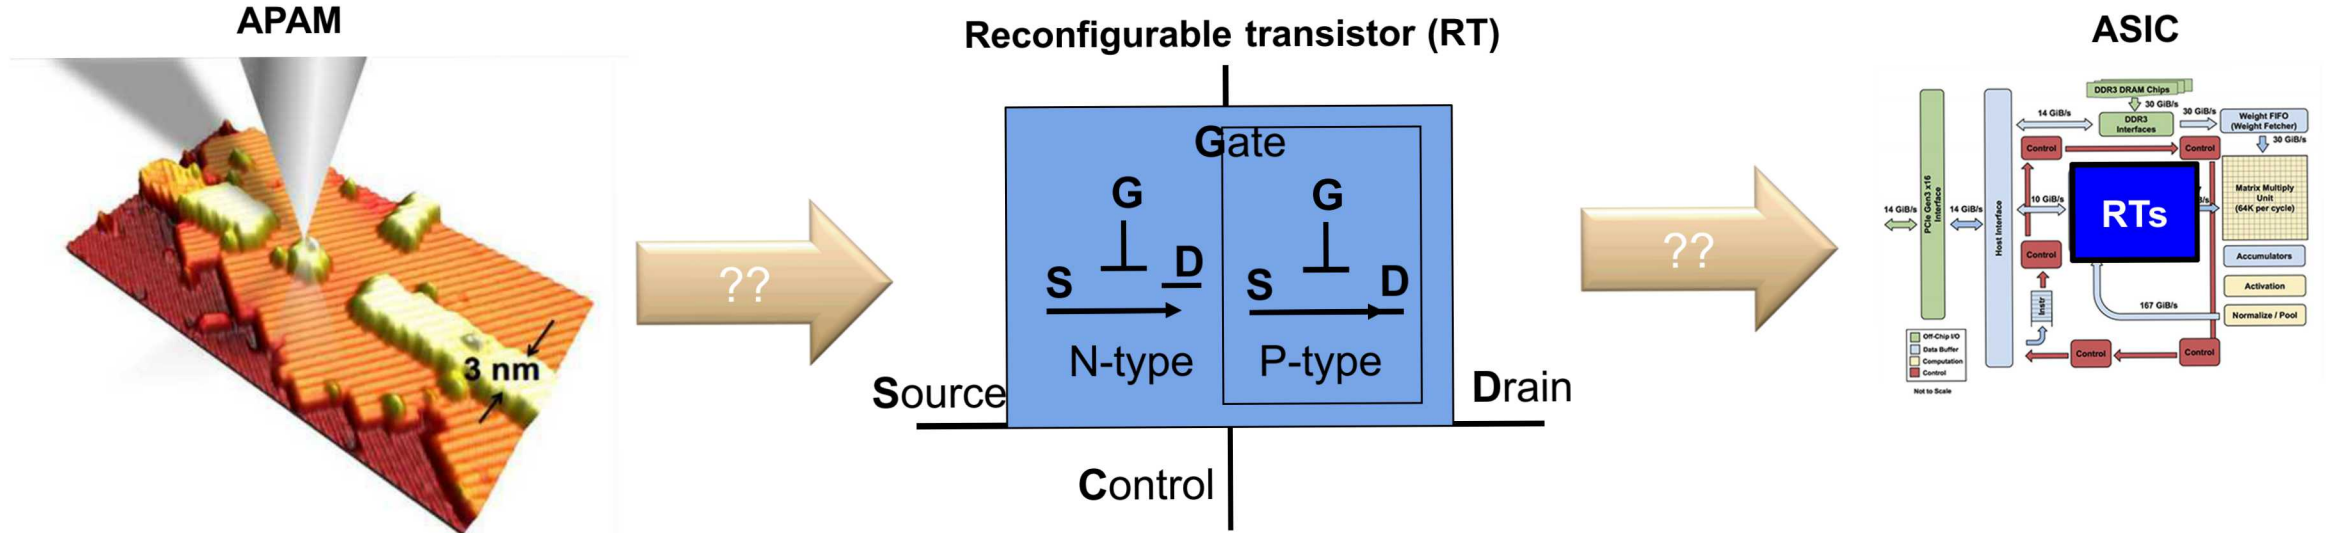 APAM
3 nm
??
Reconfigurable transistor (RT)
Gate
G
S
D
N-type
G
S
D
P-type
Source
Drain
Control
??
ASIC
DDR3 DRAM Chips
14 GiB/s
30 GiB/s
30 GiB/s
DDR3
Interfaces
Weight FIFO
(Weight Fetcher)
30 GiB/s
Control
Control
PCIe Gen3 x16
Interface
Host Interface
14 GiB/s
14 GiB/s
10 GiB/s
RTs
Matrix Multiply
Unit
(64K per cycle)
Control
Accumulators
Activation
Instr
167 GiB/s
Normalize / Pool
Control
Control
Off-Chip I/O
Data Buffer
Computation
Control
Not to Scale